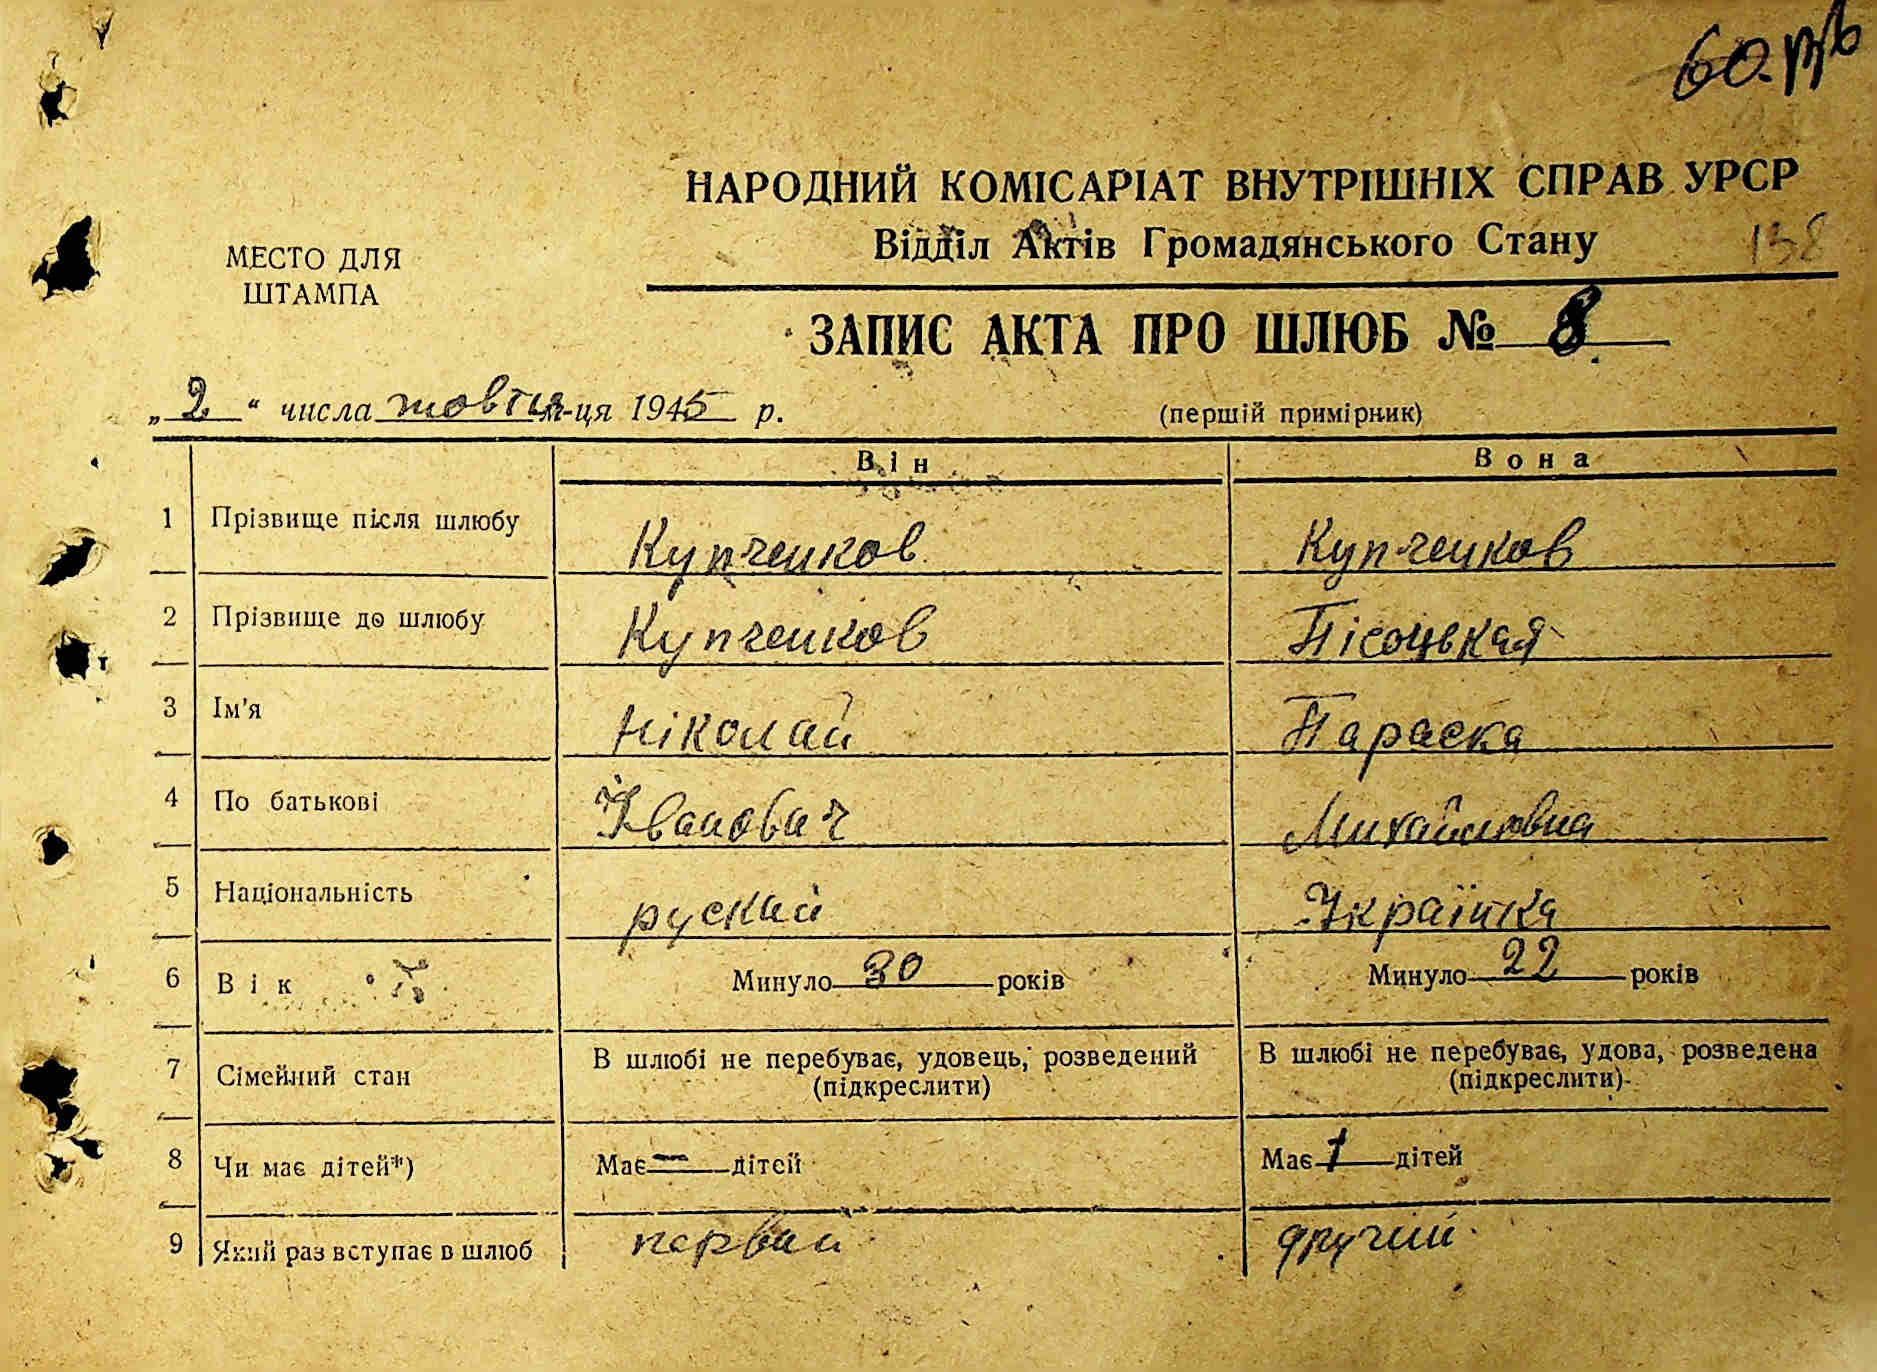 60. рб
НАРОДНИЙ КОМІСАРІАТ ВНУТРІШНІХ СПРАВ УРСР
Відділ Актів Громадянського Стану
138
МЕСТО ДЛЯ
ШТАМПА
ЗАПИС АКТА ПРО ШЛЮБ № 8
„ 2 “ числа жовтня м-ця 1945 р.
(першій примірник)
Він Вона
1 Прізвище після шлюбу Купченков Купченков
2 Прізвище до шлюбу Купченков Пісоцькая
3 Ім'я Ніколай Параска
4 По батькові Іванович Михайловна
5 Національність руский Українка
6 Вік Минуло 30 років Минуло 22 років
7 Сімейний стан В шлюбі не перебуває, удовець, розведений (підкреслити) В шлюбі не перебуває, удова, розведена (підкреслити)
8 Чи має дітей*) Має — дітей Має 1 дітей
9 Який раз вступає в шлюб первий другий